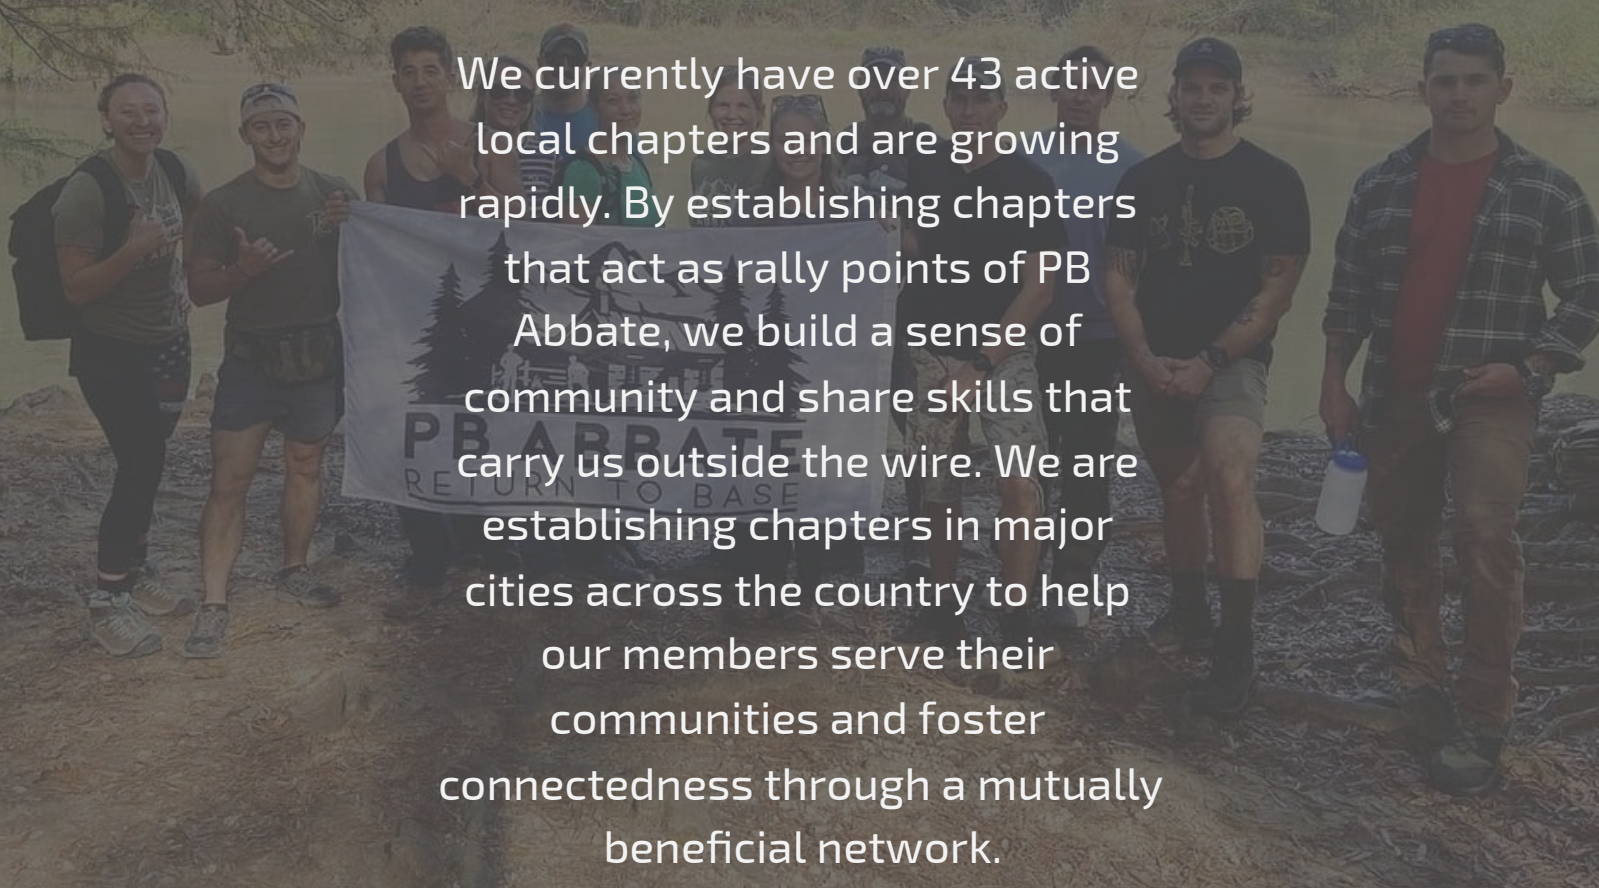 We currently have over 43 active
local chapters and are growing
rapidly. By establishing chapters
that act as rally points of PB
Abbate, we build a sense of
community and share skills that
carry us outside the wire. We are
establishing chapters in major
cities across the country to help
our members serve their
communities and foster
connectedness through a mutually
beneficial network.
PB ABBATE
RETURN TO BASE